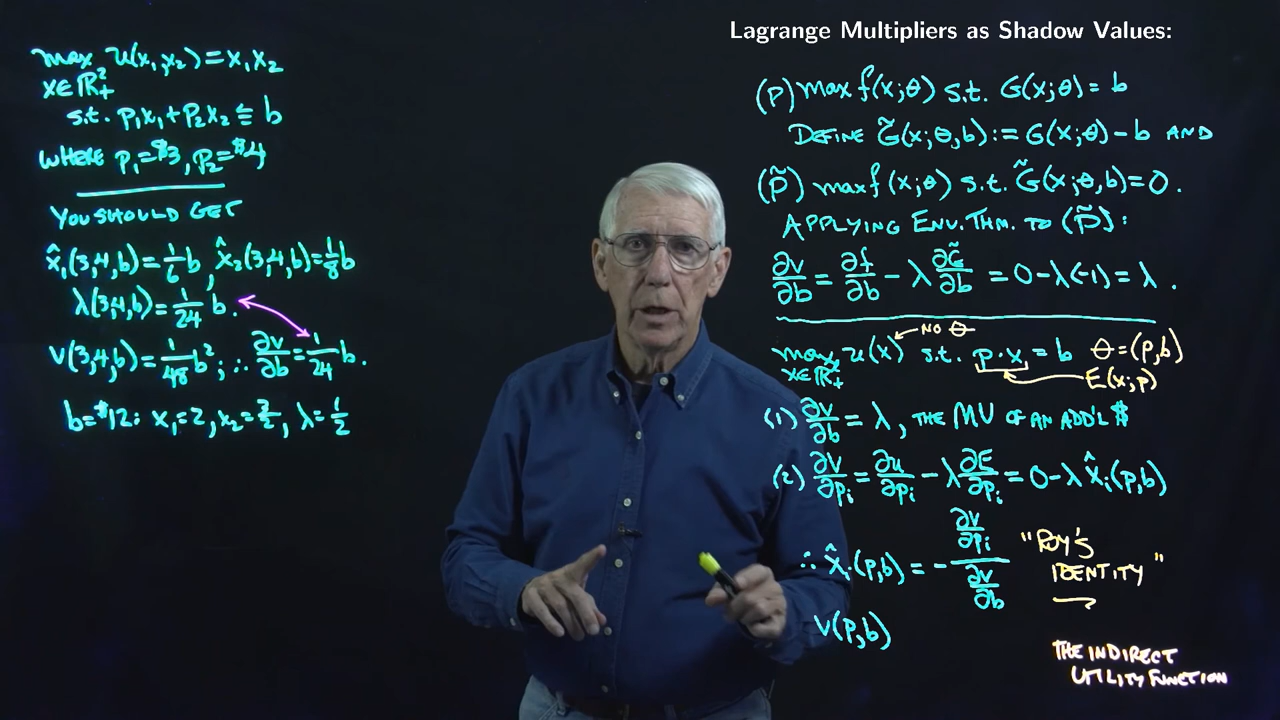 max u(x₁,x₂) = x₁x₂
x∈ℝ²₊
s.t. p₁x₁+p₂x₂ ≦ b
WHERE p₁=$3, p₂=$4
YOU SHOULD GET
x̂₁(3,4,b)=1/6 b, x̂₂(3,4,b)=1/8 b
λ(3,4,b)=1/24 b.
v(3,4,b)=1/48 b²; ∴ ∂v/∂b=1/24 b.
b=$12: x₁=2, x₂=3/2, λ=1/2
Lagrange Multipliers as Shadow Values:
(P) max f(x;θ) s.t. G(x;θ)=b
DEFINE G̃(x;θ,b):=G(x;θ)-b AND
(P̃) max f(x;θ) s.t. G̃(x;θ,b)=0.
APPLYING ENV. THM. TO (P̃):
∂v/∂b = ∂f/∂b - λ ∂G̃/∂b = 0-λ(-1)=λ.
NO θ
max u(x) s.t. p·x=b θ=(p,b)
x∈ℝˡ₊ E(x;p)
(1) ∂v/∂b = λ, THE MV OF AN ADD'L $
(2) ∂v/∂pᵢ = ∂u/∂pᵢ - λ ∂E/∂pᵢ = 0-λx̂ᵢ(p,b)
∴ x̂ᵢ(p,b) = - (∂v/∂pᵢ)/(∂v/∂b) "ROY'S
IDENTITY"
v(p,b)
THE INDIRECT
UTILITY FUNCTION